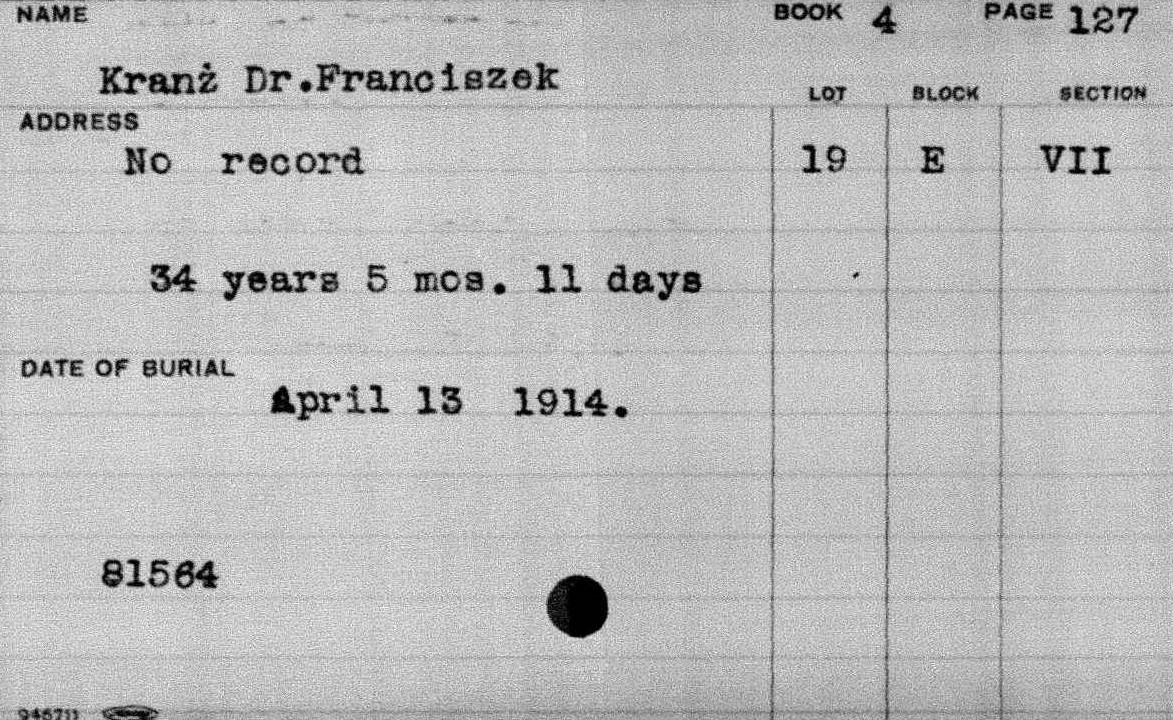 NAME BOOK 4 PAGE 127
Kranż Dr.Franciszek
LOT BLOCK SECTION
ADDRESS
No record 19 E VII
34 years 5 mos. 11 days
DATE OF BURIAL
April 13 1914.
81564